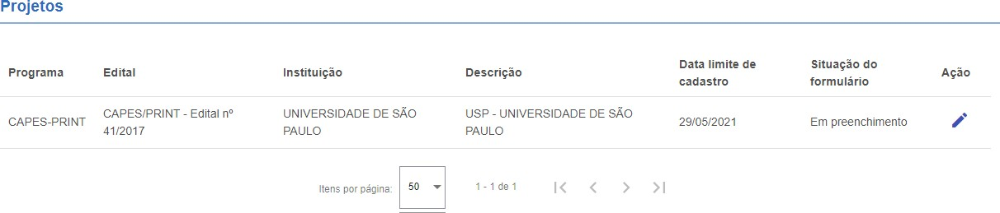 Projetos
Programa
Edital
Instituição
Descrição
Data limite de
cadastro
Situação do
formulário
Ação
CAPES-PRINT
CAPES/PRINT - Edital nº
41/2017
UNIVERSIDADE DE SÃO
PAULO
USP - UNIVERSIDADE DE SÃO
PAULO
29/05/2021
Em preenchimento
Itens por página:
50
1 - 1 de 1